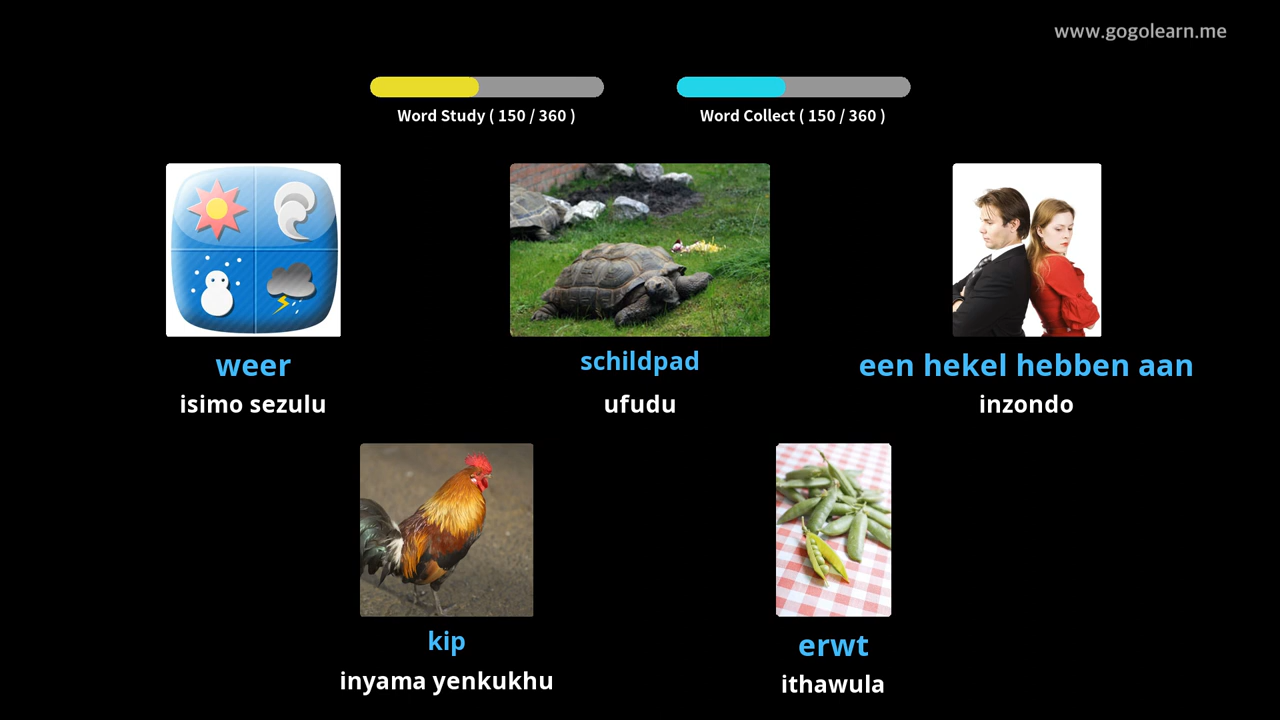 www.gogolearn.me
Word Study ( 150 / 360 )
Word Collect ( 150 / 360 )
weer
isimo sezulu
schildpad
ufudu
een hekel hebben aan
inzondo
kip
inyama yenkukhu
erwt
ithawula